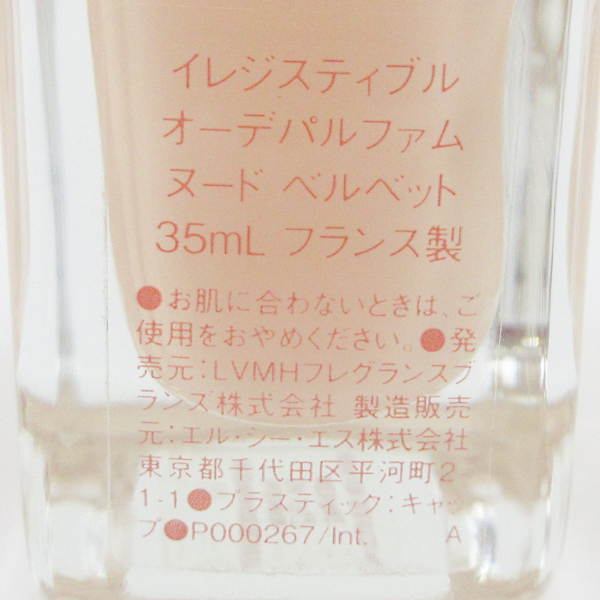 イレジスティブル
オーデパルファム
ヌード ベルベット
35mL フランス製
●お肌に合わないときは、ご
使用をおやめください。●発
売元:LVMHフレグランスブ
ランズ株式会社 製造販売
元:エル・シー・エス株式会社
東京都千代田区平河町2-
1-1●プラスティック:キャッ
プ●P000267/Int. A